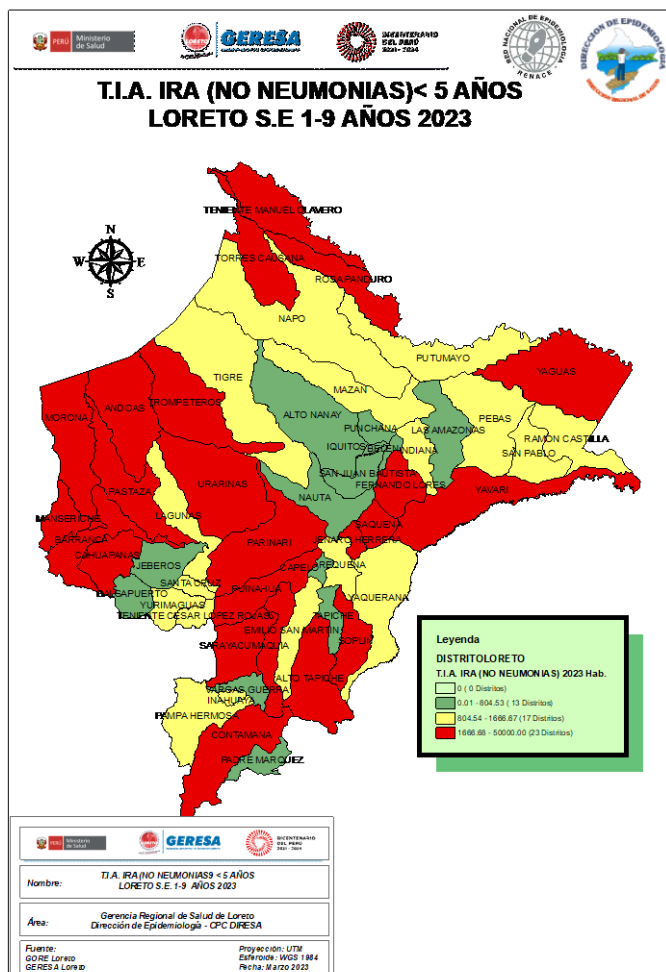 PERÚ
Ministerio
de Salud
LORETO
GERESA
BICENTENARIO
DEL PERÚ
2021 - 2024
RED NACIONAL DE EPIDEMIOLOGIA
- RENACE -
DIRECCION DE EPIDEMIOLOGIA
T.I.A. IRA (NO NEUMONIAS)< 5 AÑOS
LORETO S.E 1-9 AÑOS 2023
N
W E
S
TENIENTE MANUEL CLAVERO
TORRES CAUSANA
ROSA PANDURO
NAPO
PUTUMAYO
YAGUAS
TIGRE
MAZAN
ANDOAS
TROMPETEROS
MORONA
ALTO NANAY
PUNCHANA
LAS AMAZONAS
PEBAS
RAMON CASTILLA
IQUITOS
BELEN
INDIANA
SAN PABLO
SAN JUAN BAUTISTA
FERNANDO LORES
YAVARI
PASTAZA
URARINAS
NAUTA
MANSERICHE
LAGUNAS
SAQUENA
BARRANCA
PARINARI
JENARO HERRERA
CAHUAPANAS
JEBEROS
CAPELO
REQUENA
SANTA CRUZ
PUINAHUA
YAQUERANA
BALSAPUERTO
YURIMAGUAS
TENIENTE CESAR LOPEZ ROJAS
TAPICHE
EMILIO SAN MARTIN
SOPLIN
SARAYACU
MAQUIA
ALTO TAPICHE
VARGAS GUERRA
INAHUAYA
PAMPA HERMOSA
CONTAMANA
PADRE MARQUEZ
Leyenda
DISTRITOLORETO
T.I.A. IRA (NO NEUMONIAS) 2023 Hab.
0 ( 0 Distritos)
0.01 - 804.53 ( 13 Distritos)
804.54 - 1666.67 (17 Distritos)
1666.68 - 50000.00 (23 Distritos)
PERÚ
Ministerio
de Salud
GERESA
BICENTENARIO
DEL PERÚ
2021 - 2024
Nombre:
T.I.A. IRA (NO NEUMONIAS9 < 5 AÑOS
LORETO S.E. 1-9 AÑOS 2023
Área:
Gerencia Regional de Salud de Loreto
Dirección de Epidemiología - CPC DIRESA
Fuente:
GORE Loreto
GERESA Loreto
Proyección: UTM
Esferoide: WGS 1984
Fecha: Marzo 2023